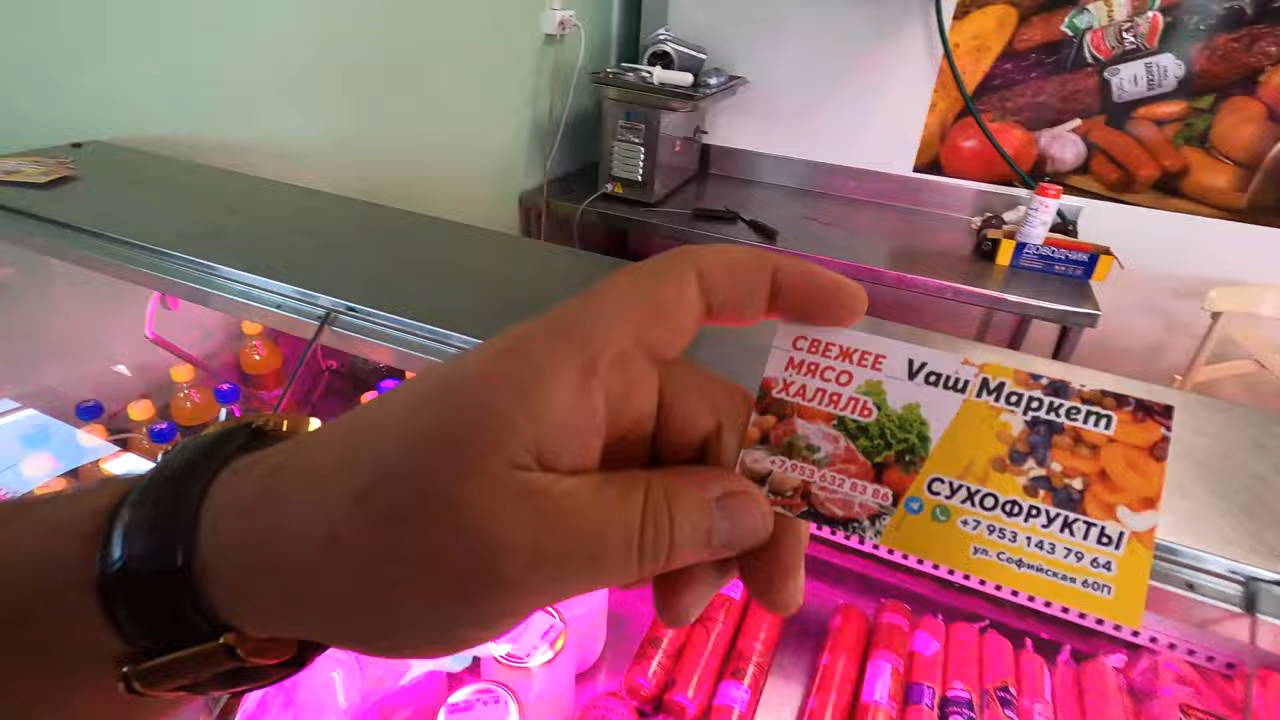 СВЕЖЕЕ
МЯСО
ХАЛЯЛЬ
+7 953 632 83 86
Vаш Маркет
СУХОФРУКТЫ
+7 953 143 79 64
ул. Софийская 60П
ДОВОДЧИК